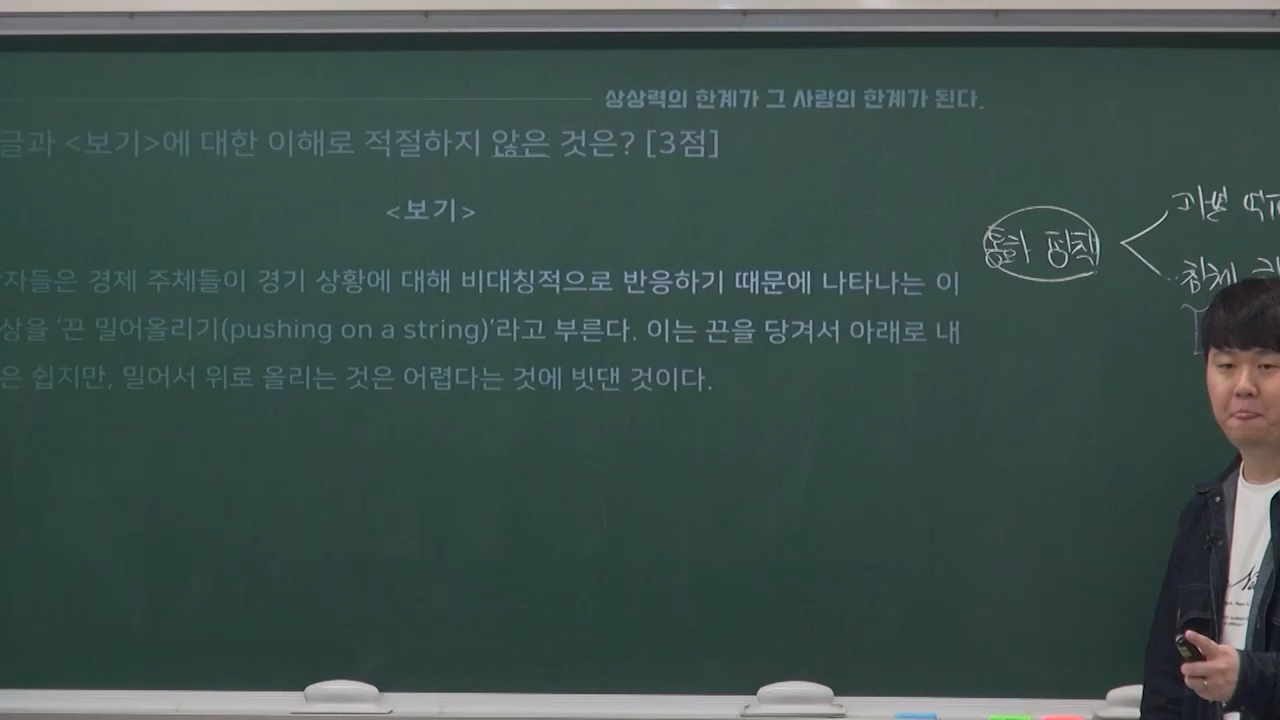 상상력의 한계가 그 사람의 한계가 된다.
글과 <보기>에 대한 이해로 적절하지 않은 것은? [3점]
<보기>
자들은 경제 주체들이 경기 상황에 대해 비대칭적으로 반응하기 때문에 나타나는 이
상을 ‘끈 밀어올리기(pushing on a string)’라고 부른다. 이는 끈을 당겨서 아래로 내
은 쉽지만, 밀어서 위로 올리는 것은 어렵다는 것에 빗댄 것이다.
통화 정책
과열
침체